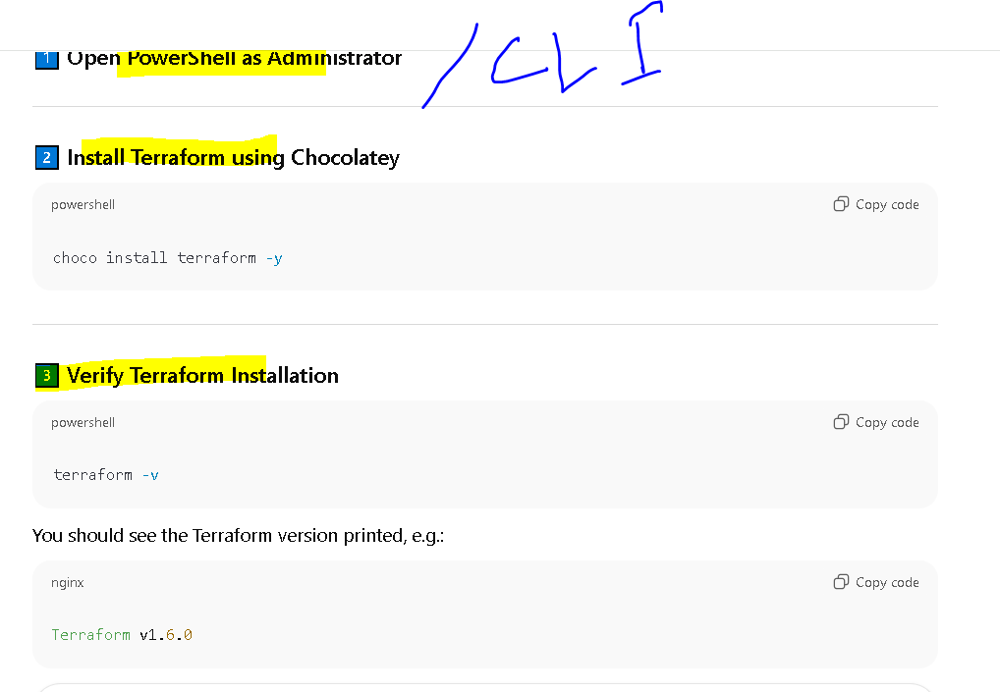 1 Open PowerShell as Administrator /CLI
2 Install Terraform using Chocolatey
powershell Copy code
choco install terraform -y
3 Verify Terraform Installation
powershell Copy code
terraform -v
You should see the Terraform version printed, e.g.:
nginx Copy code
Terraform v1.6.0